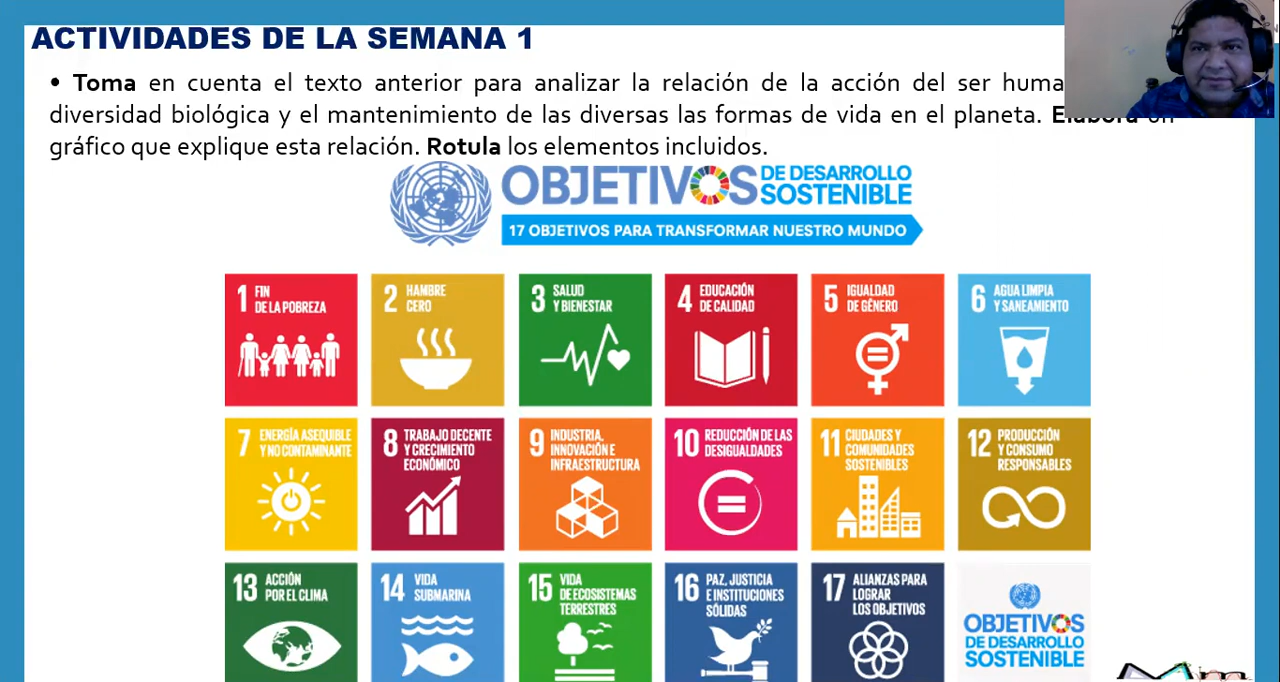 ACTIVIDADES DE LA SEMANA 1
• Toma en cuenta el texto anterior para analizar la relación de la acción del ser huma
diversidad biológica y el mantenimiento de las diversas las formas de vida en el planeta. Elabora un
gráfico que explique esta relación. Rotula los elementos incluidos.
OBJETIVOS DE DESARROLLO
SOSTENIBLE
17 OBJETIVOS PARA TRANSFORMAR NUESTRO MUNDO
1 FIN
DE LA POBREZA
2 HAMBRE
CERO
3 SALUD
Y BIENESTAR
4 EDUCACIÓN
DE CALIDAD
5 IGUALDAD
DE GÉNERO
6 AGUA LIMPIA
Y SANEAMIENTO
7 ENERGÍA ASEQUIBLE
Y NO CONTAMINANTE
8 TRABAJO DECENTE
Y CRECIMIENTO
ECONÓMICO
9 INDUSTRIA,
INNOVACIÓN E
INFRAESTRUCTURA
10 REDUCCIÓN DE LAS
DESIGUALDADES
11 CIUDADES Y
COMUNIDADES
SOSTENIBLES
12 PRODUCCIÓN
Y CONSUMO
RESPONSABLES
13 ACCIÓN
POR EL CLIMA
14 VIDA
SUBMARINA
15 VIDA
DE ECOSISTEMAS
TERRESTRES
16 PAZ, JUSTICIA
E INSTITUCIONES
SÓLIDAS
17 ALIANZAS PARA
LOGRAR
LOS OBJETIVOS
OBJETIVOS
DE DESARROLLO
SOSTENIBLE